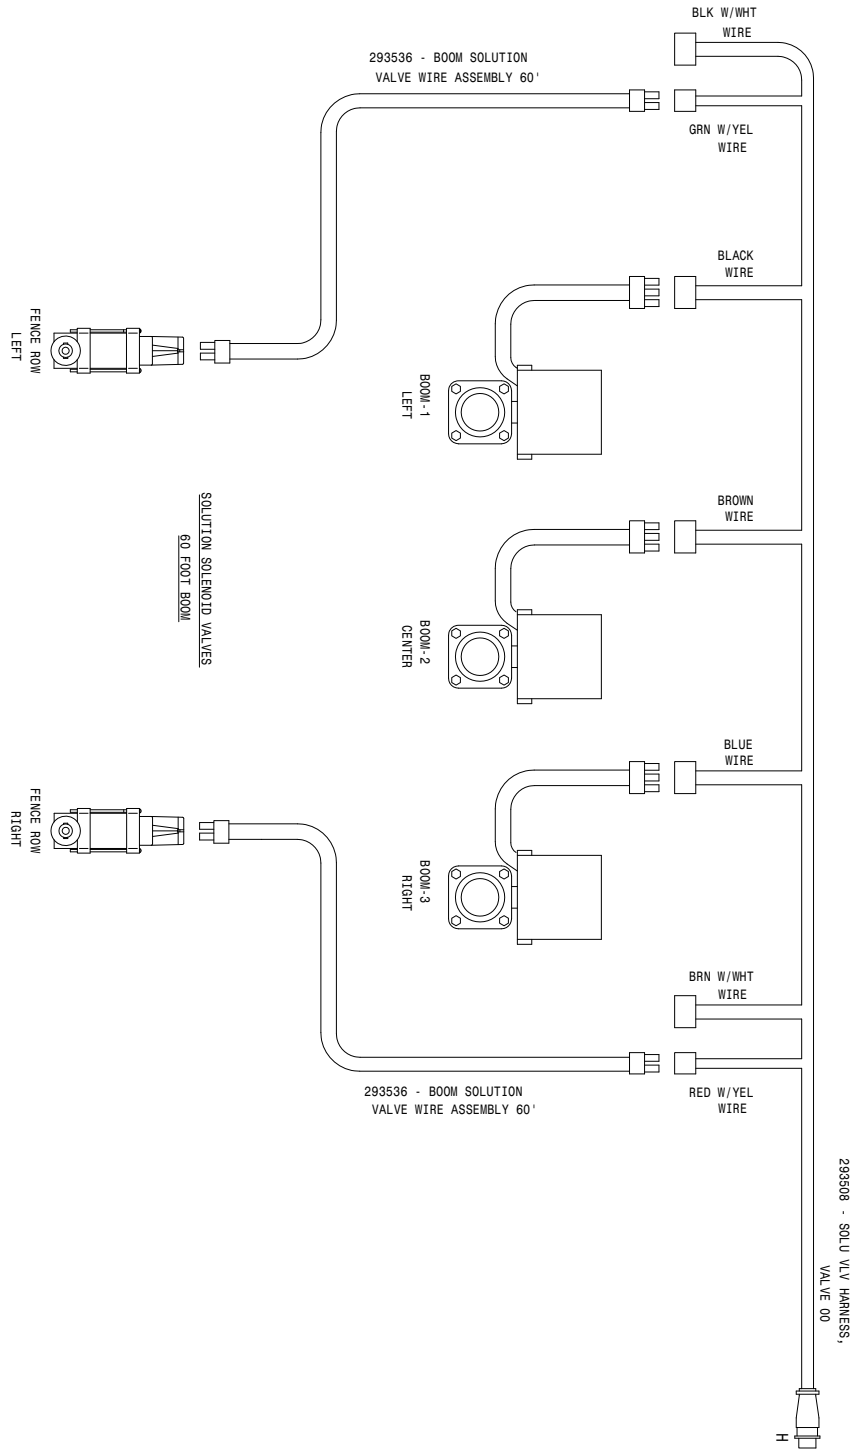 BLK W/WHT
WIRE
293536 - BOOM SOLUTION
VALVE WIRE ASSEMBLY 60'
GRN W/YEL
WIRE
BLACK
WIRE
FENCE ROW
LEFT
BOOM-1
LEFT
BROWN
WIRE
SOLUTION SOLENOID VALVES
60 FOOT BOOM
BOOM-2
CENTER
BLUE
WIRE
FENCE ROW
RIGHT
BOOM-3
RIGHT
BRN W/WHT
WIRE
293536 - BOOM SOLUTION
VALVE WIRE ASSEMBLY 60'
RED W/YEL
WIRE
293508 - SOLU VLV HARNESS,
VALVE OO
H